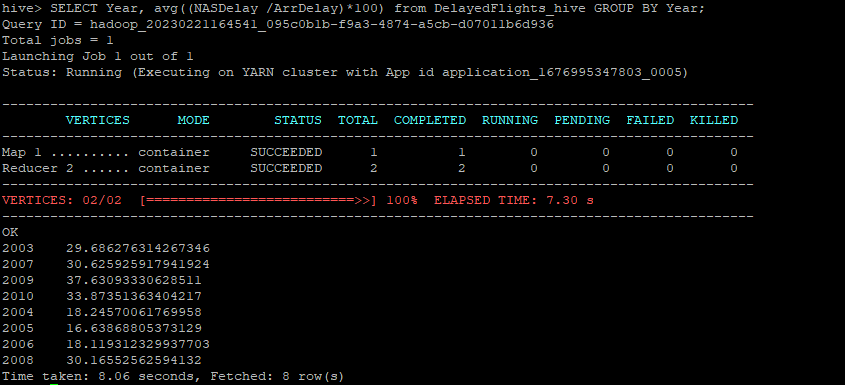 hive> SELECT Year, avg((NASDelay /ArrDelay)*100) from DelayedFlights_hive GROUP BY Year;
Query ID = hadoop_20230221164541_095c0b1b-f9a3-4874-a5cb-d07011b6d936
Total jobs = 1
Launching Job 1 out of 1
Status: Running (Executing on YARN cluster with App id application_1676995347803_0005)
----------------------------------------------------------------------------------------------
VERTICES MODE STATUS TOTAL COMPLETED RUNNING PENDING FAILED KILLED
----------------------------------------------------------------------------------------------
Map 1 .......... container SUCCEEDED 1 1 0 0 0 0
Reducer 2 ...... container SUCCEEDED 2 2 0 0 0 0
----------------------------------------------------------------------------------------------
VERTICES: 02/02 [==========================>>] 100% ELAPSED TIME: 7.30 s
----------------------------------------------------------------------------------------------
OK
2003 29.686276314267346
2007 30.625925917941924
2009 37.63093330628511
2010 33.87351363404217
2004 18.24570061769958
2005 16.63868805373129
2006 18.119312329937703
2008 30.16552562594132
Time taken: 8.06 seconds, Fetched: 8 row(s)